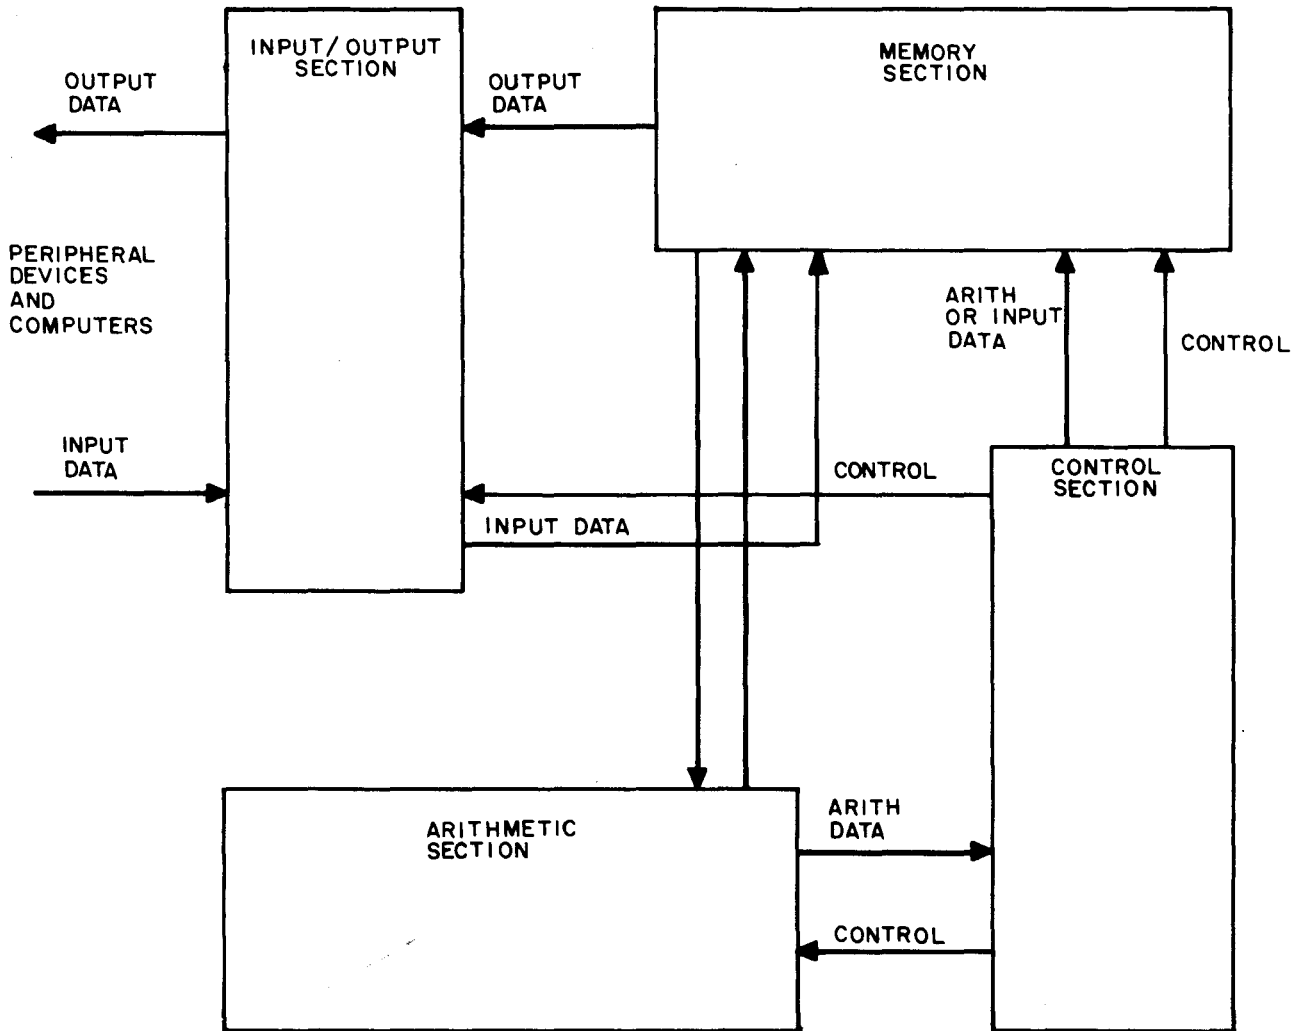 INPUT/OUTPUT
SECTION
MEMORY
SECTION
OUTPUT
DATA
OUTPUT
DATA
PERIPHERAL
DEVICES
AND
COMPUTERS
ARITH
OR INPUT
DATA
CONTROL
INPUT
DATA
CONTROL
CONTROL
SECTION
INPUT DATA
ARITHMETIC
SECTION
ARITH
DATA
CONTROL